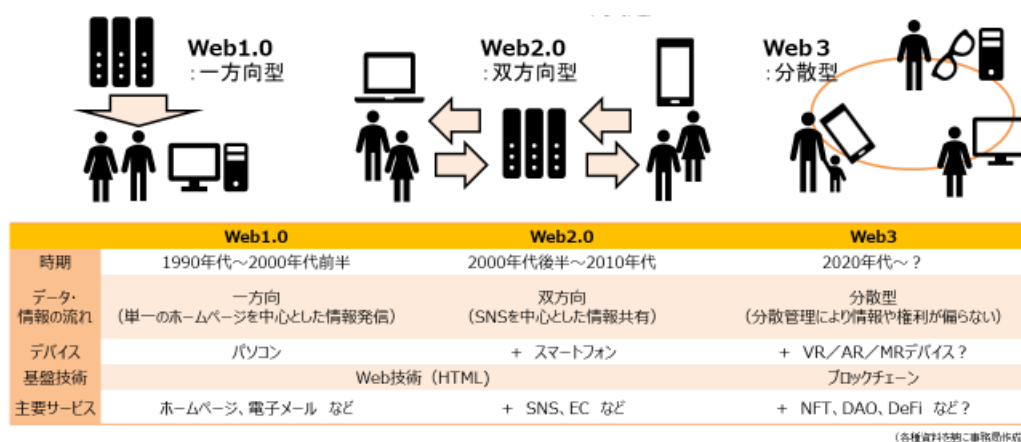 Web1.0
:一方向型
Web2.0
:双方向型
Web3
:分散型
Web1.0 Web2.0 Web3
時期 1990年代～2000年代前半 2000年代後半～2010年代 2020年代～？
データ・
情報の流れ
一方向
(単一のホームページを中心とした情報発信)
双方向
(SNSを中心とした情報共有)
分散型
(分散管理により情報や権利が偏らない)
デバイス パソコン + スマートフォン + VR／AR／MRデバイス？
基盤技術 Web技術（HTML) ブロックチェーン
主要サービス ホームページ、電子メール など + SNS、EC など + NFT、DAO、DeFi など？
(各種資料を基に事務局作成